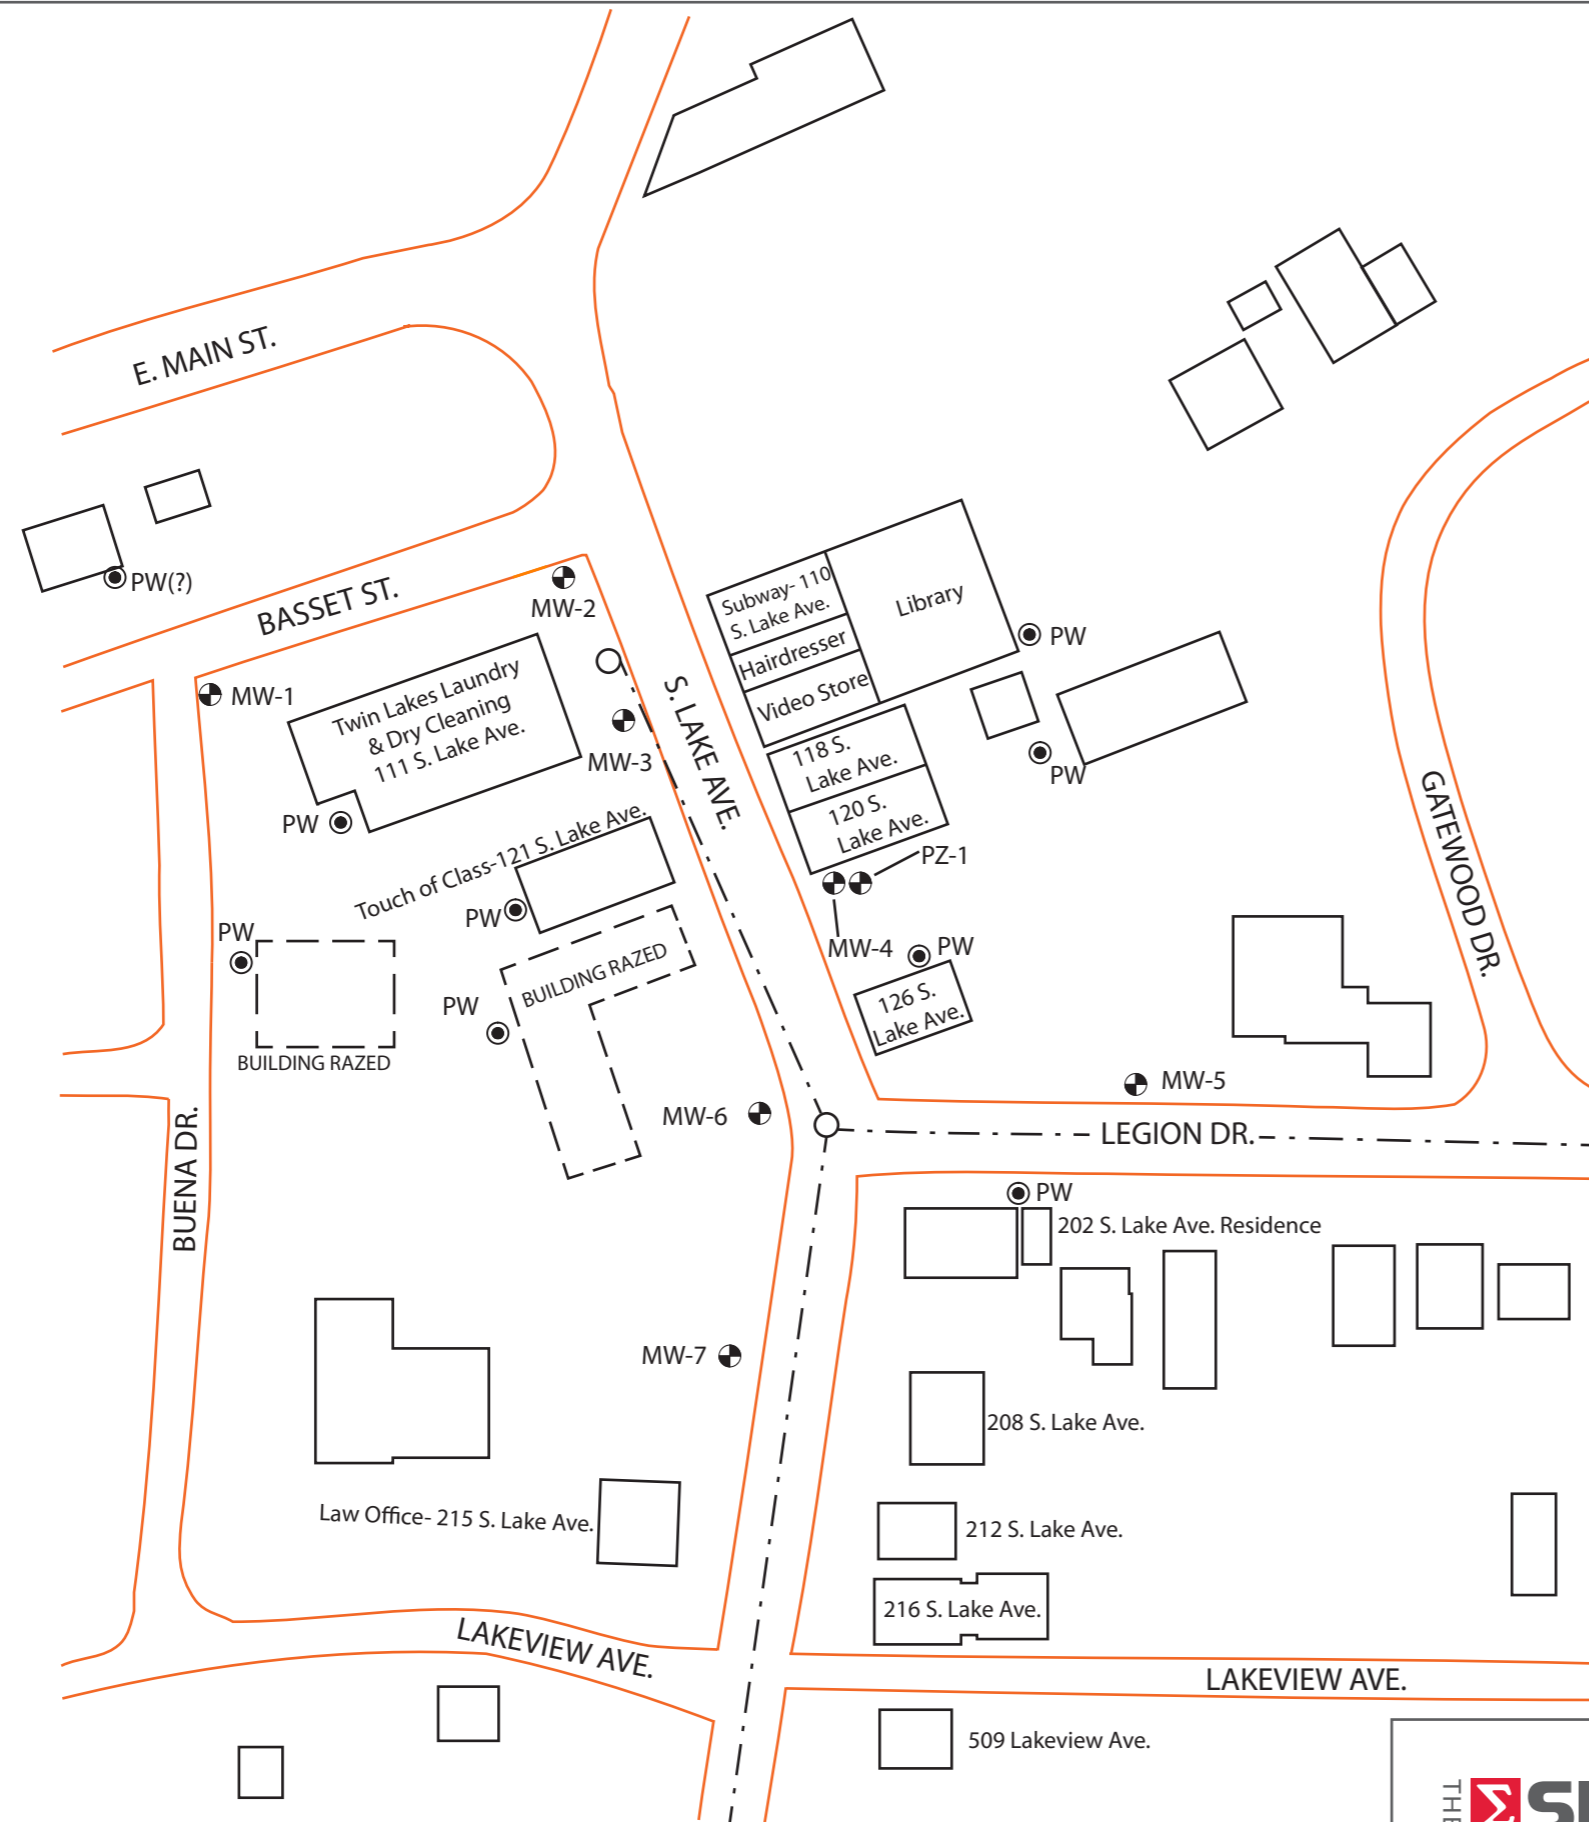 E. MAIN ST.
PW(?)
BASSET ST.
MW-2
MW-1
Twin Lakes Laundry
& Dry Cleaning
111 S. Lake Ave.
MW-3
S. LAKE AVE.
Subway- 110
S. Lake Ave.
Hairdresser
Video Store
Library
PW
PW
118 S.
Lake Ave.
120 S.
Lake Ave.
PZ-1
MW-4
PW
126 S.
Lake Ave.
GATEWOOD DR.
PW
Touch of Class-121 S. Lake Ave.
PW
PW
BUILDING RAZED
PW
BUILDING RAZED
MW-6
MW-5
LEGION DR.
BUENA DR.
PW
202 S. Lake Ave. Residence
MW-7
208 S. Lake Ave.
Law Office- 215 S. Lake Ave.
212 S. Lake Ave.
216 S. Lake Ave.
LAKEVIEW AVE.
LAKEVIEW AVE.
509 Lakeview Ave.
THE
Σ